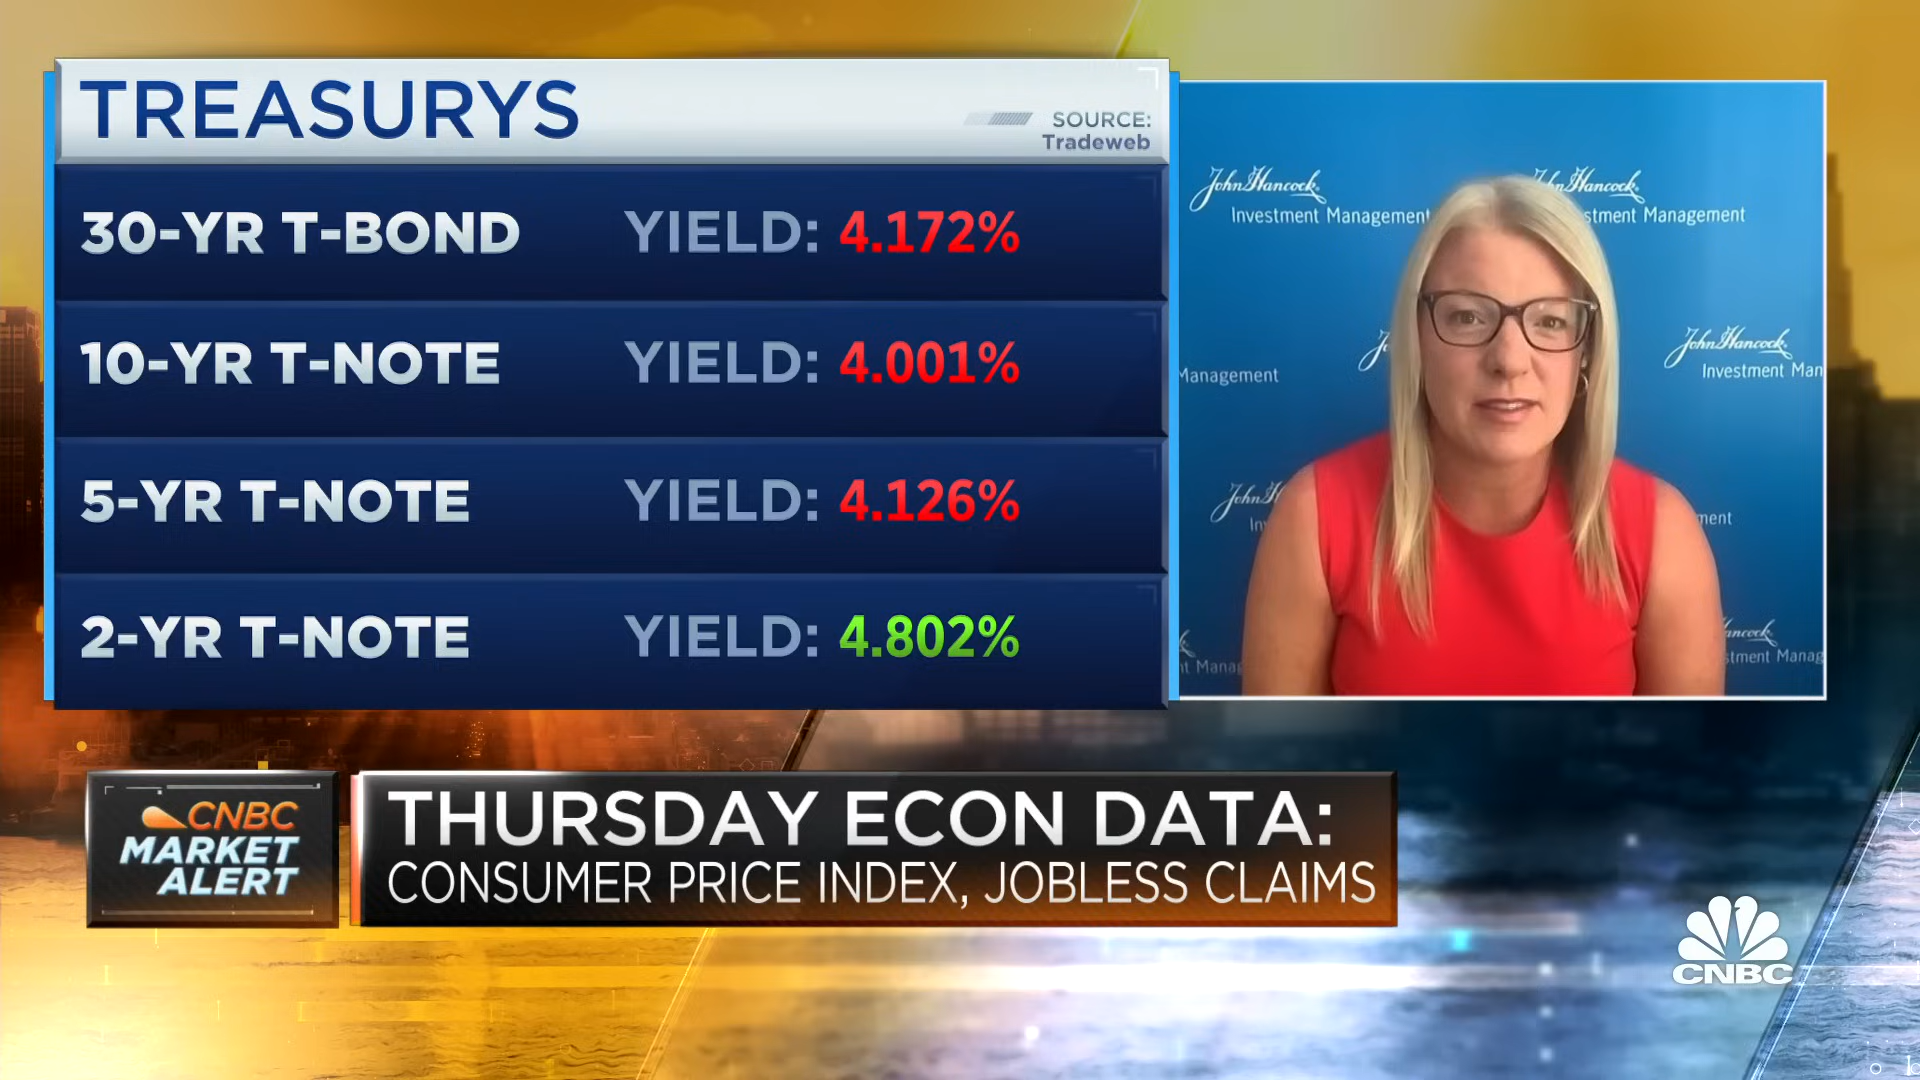 TREASURYS
SOURCE:
Tradeweb
30-YR T-BOND YIELD: 4.172%
10-YR T-NOTE YIELD: 4.001%
5-YR T-NOTE YIELD: 4.126%
2-YR T-NOTE YIELD: 4.802%
John Hancock
Investment Management
John Hancock
Management
John Hancock
Investment
Management
John
Management
CNBC
MARKET
ALERT
THURSDAY ECON DATA:
CONSUMER PRICE INDEX, JOBLESS CLAIMS
CNBC